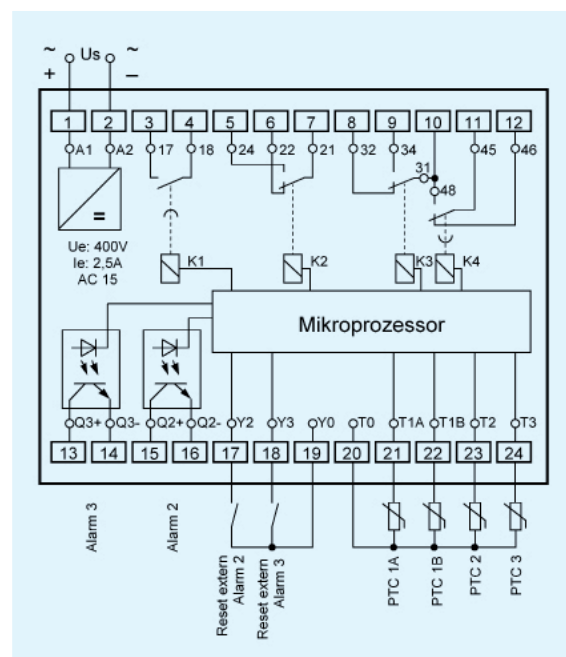 ~ Us ~
+ –
1 2 3 4 5 6 7 8 9 10 11 12
A1 A2 17 18 24 22 21 32 34 31 48 45 46
=
Ue: 400V
Ie: 2,5A
AC 15
K1 K2 K3 K4
Mikroprozessor
Q3+ Q3- Q2+ Q2- Y2 Y3 Y0 T0 T1A T1B T2 T3
13 14 15 16 17 18 19 20 21 22 23 24
Alarm 3
Alarm 2
Reset extern
Alarm 2
Reset extern
Alarm 3
PTC 1A
PTC 1B
PTC 2
PTC 3